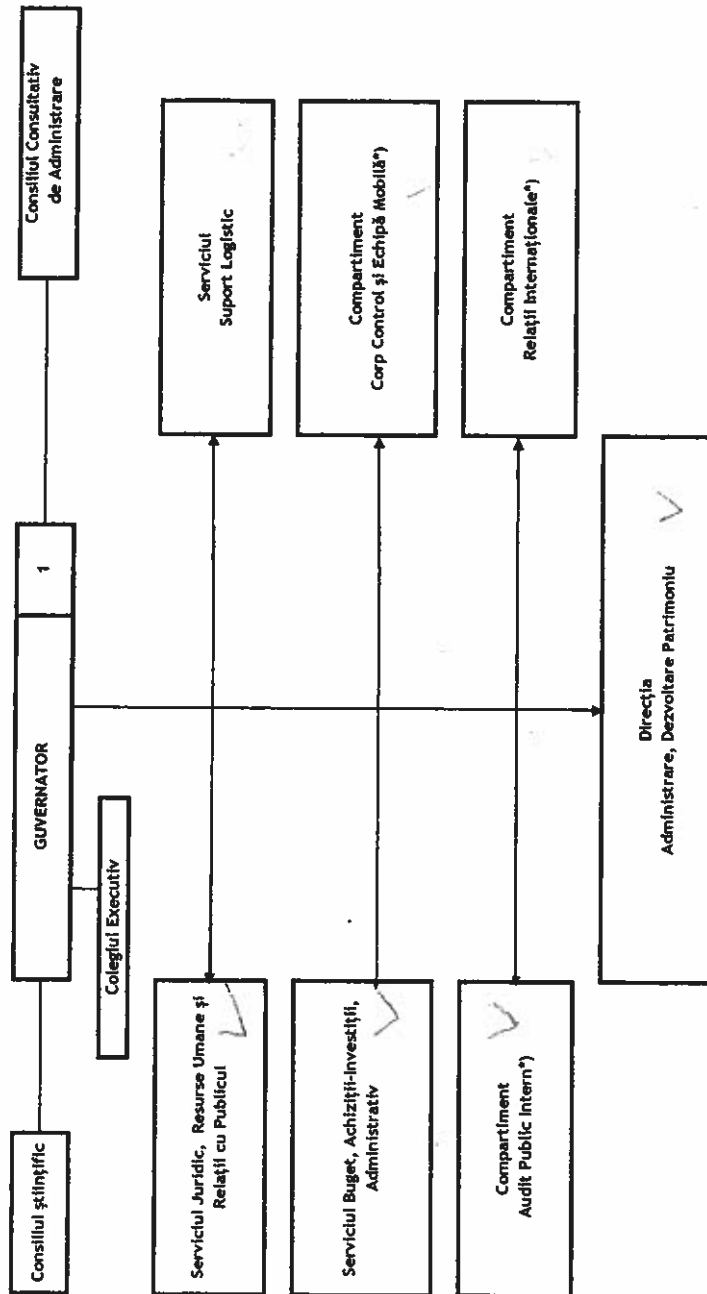 Consiliul științific
GUVERNATOR
1
Consiliul Consultativ
de Administrare
Colegiul Executiv
Serviciul Juridic, Resurse Umane și
Relații cu Publicul
Serviciul
Suport Logistic
Serviciul Buget, Achiziții-Investiții,
Administrativ
Compartiment
Corp Control și Echipă Mobilă*)
Compartiment
Audit Public Intern*)
Compartiment
Relații Internaționale*)
Direcția
Administrare, Dezvoltare Patrimoniu